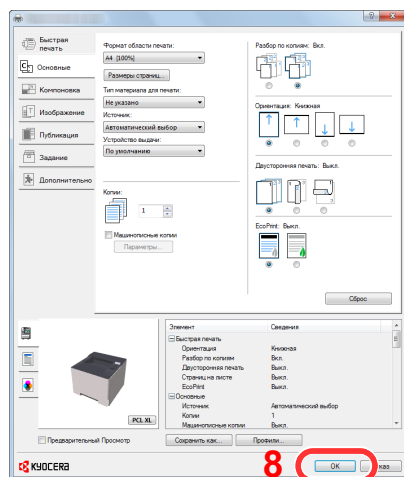 Быстрая
печать
Основные
Компоновка
Изображение
Публикация
Задание
Дополнительно
Формат области печати:
A4 [100%]
Размеры страниц...
Тип материала для печати:
Не указано
Источник:
Автоматический выбор
Устройство выдачи:
По умолчанию
Копии:
1
Машинописные копии
Параметры...
Разбор по копиям: Вкл.
Ориентация: Книжная
Двусторонняя печать: Выкл.
EcoPrint: Выкл.
Сброс
PCL XL
Предварительный Просмотр
Элемент Сведения
Быстрая печать
Ориентация Книжная
Разбор по копиям Вкл.
Двусторонняя печать Выкл.
Страниц на листе Выкл.
EcoPrint Выкл.
Основные
Источник Автоматический выбор
Копии 1
Машинописные копии Выкл.
Сохранить как... Профили...
KYOCERA
8
OK
каз